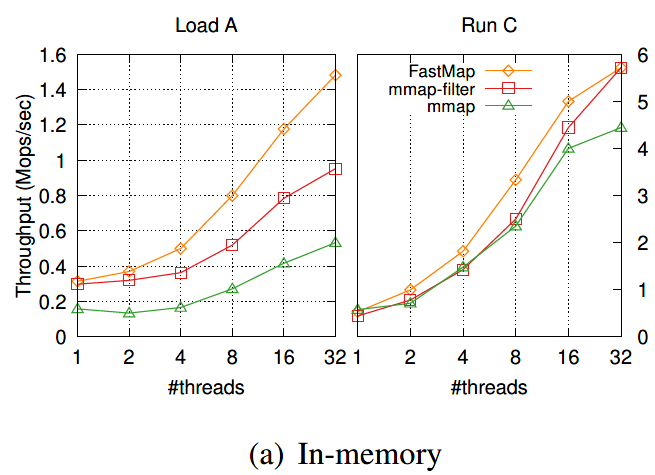 Load A
Run C
Throughput (Mops/sec)
1.6
1.4
1.2
1
0.8
0.6
0.4
0.2
0
1 2 4 8 16 32
#threads
FastMap
mmap-filter
mmap
6
5
4
3
2
1
0
1 2 4 8 16 32
#threads
(a) In-memory